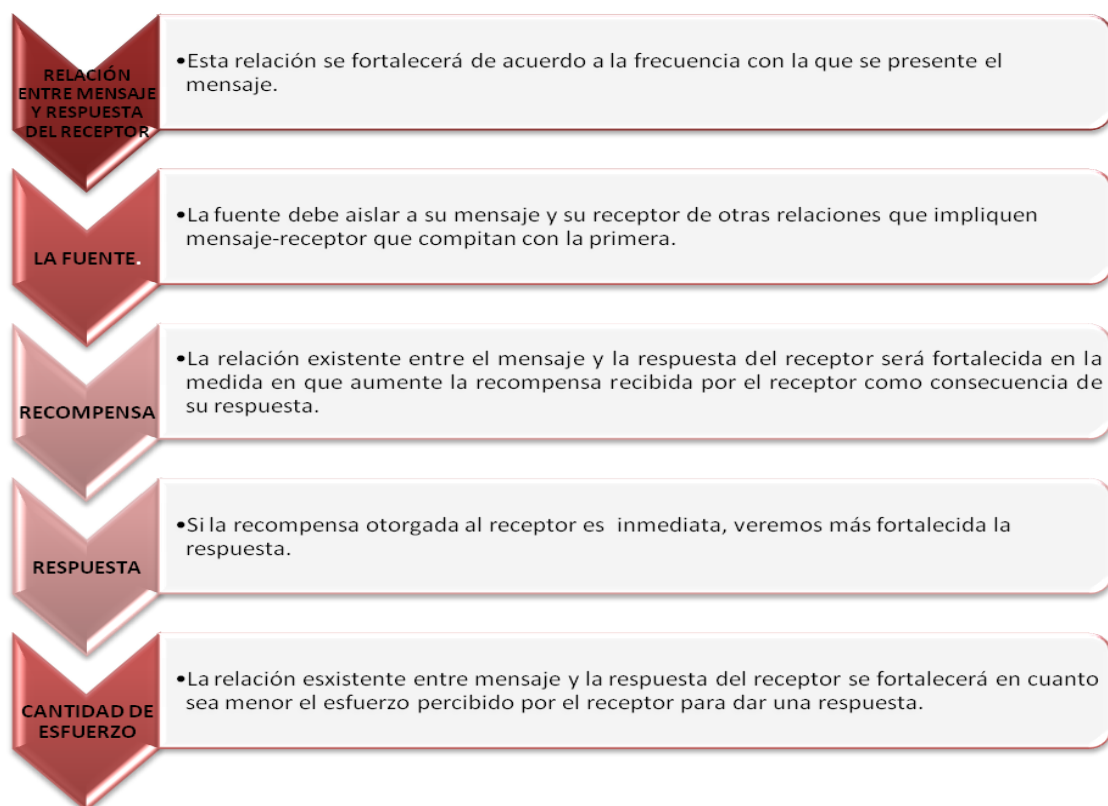 RELACIÓN
ENTRE MENSAJE
Y RESPUESTA
DEL RECEPTOR
•Esta relación se fortalecerá de acuerdo a la frecuencia con la que se presente el
mensaje.
LA FUENTE.
•La fuente debe aislar a su mensaje y su receptor de otras relaciones que impliquen
mensaje-receptor que compitan con la primera.
RECOMPENSA
•La relación existente entre el mensaje y la respuesta del receptor será fortalecida en la
medida en que aumente la recompensa recibida por el receptor como consecuencia de
su respuesta.
RESPUESTA
•Si la recompensa otorgada al receptor es inmediata, veremos más fortalecida la
respuesta.
CANTIDAD DE
ESFUERZO
•La relación esxistente entre mensaje y la respuesta del receptor se fortalecerá en cuanto
sea menor el esfuerzo percibido por el receptor para dar una respuesta.